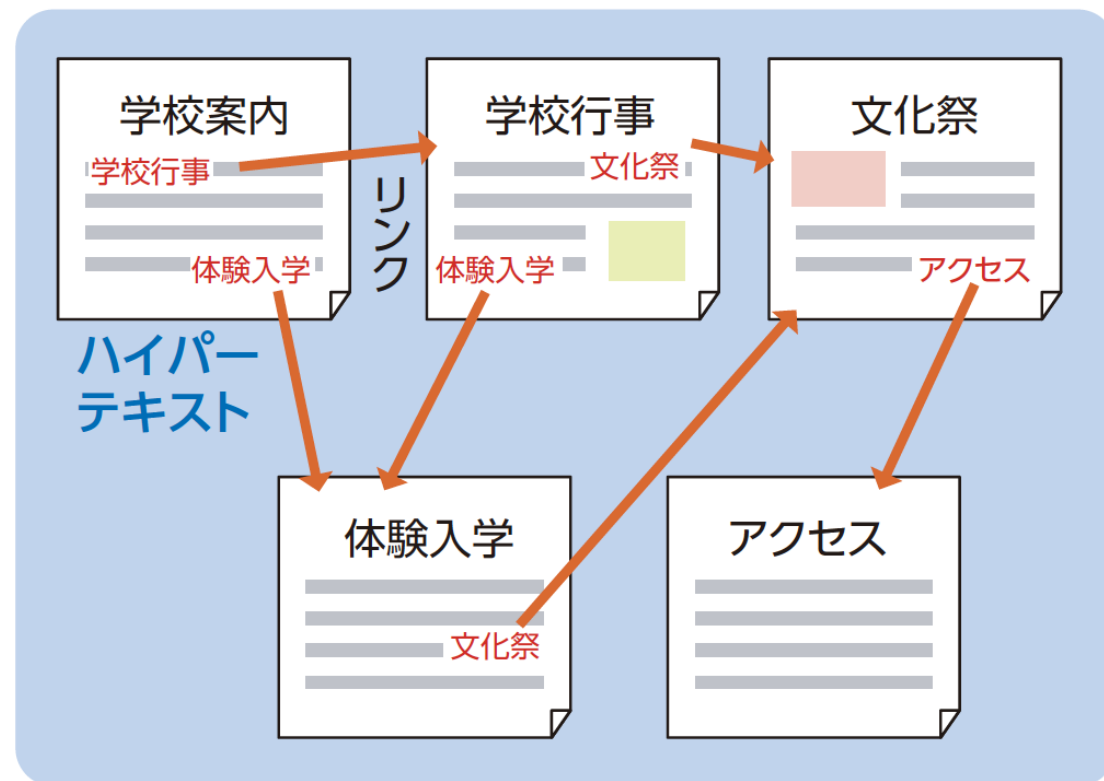 学校案内
学校行事
体験入学
リンク
学校行事
文化祭
体験入学
文化祭
アクセス
ハイパー
テキスト
体験入学
文化祭
アクセス